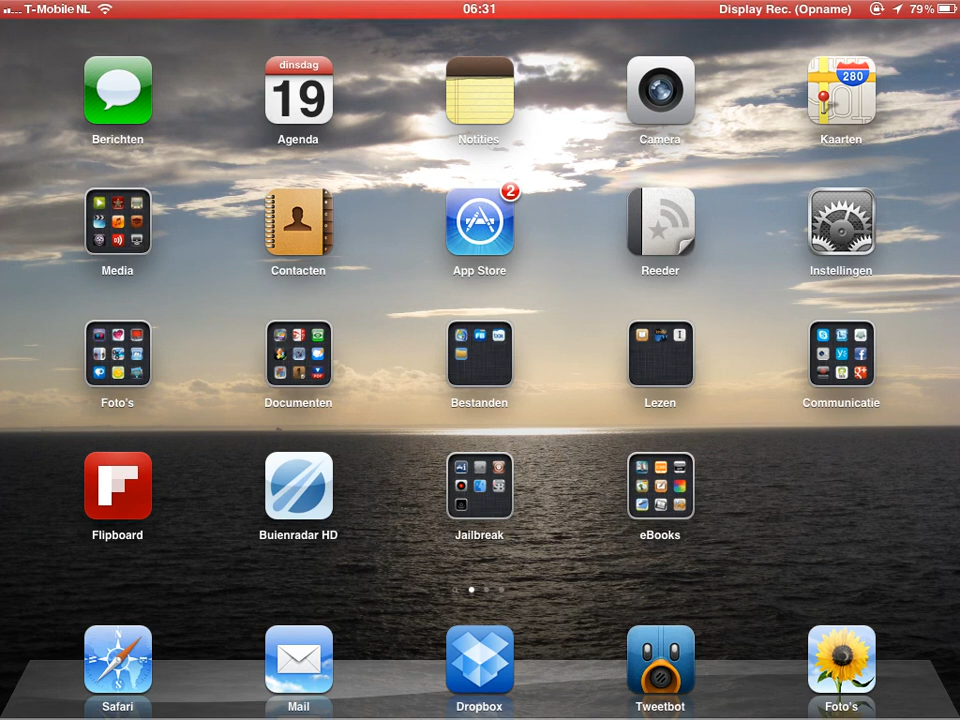 T-Mobile NL
06:31
Display Rec. (Opname)
79%
dinsdag
19
280
Berichten
Agenda
Notities
Camera
Kaarten
2
Media
Contacten
App Store
Reeder
Instellingen
Foto's
Documenten
Bestanden
Lezen
Communicatie
Flipboard
Buienradar HD
Jailbreak
eBooks
N
S
Safari
Mail
Dropbox
Tweetbot
Foto's